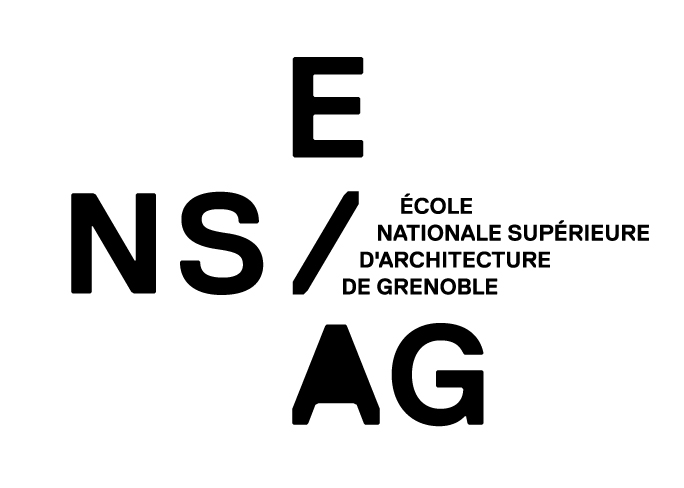 E
NS/
ÉCOLE
NATIONALE SUPÉRIEURE
D'ARCHITECTURE
DE GRENOBLE
AG